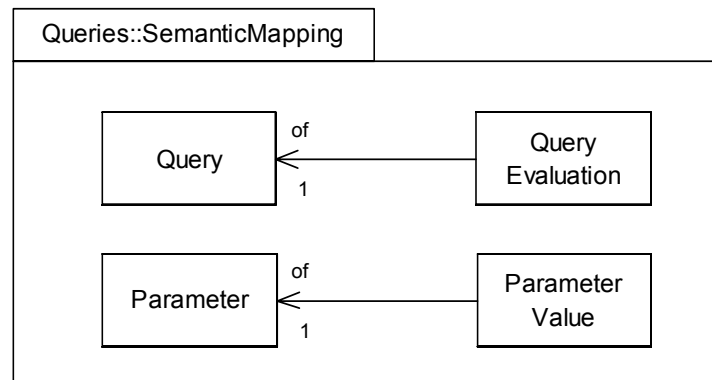 Queries::SemanticMapping
Query
of
1
Query
Evaluation
Parameter
of
1
Parameter
Value